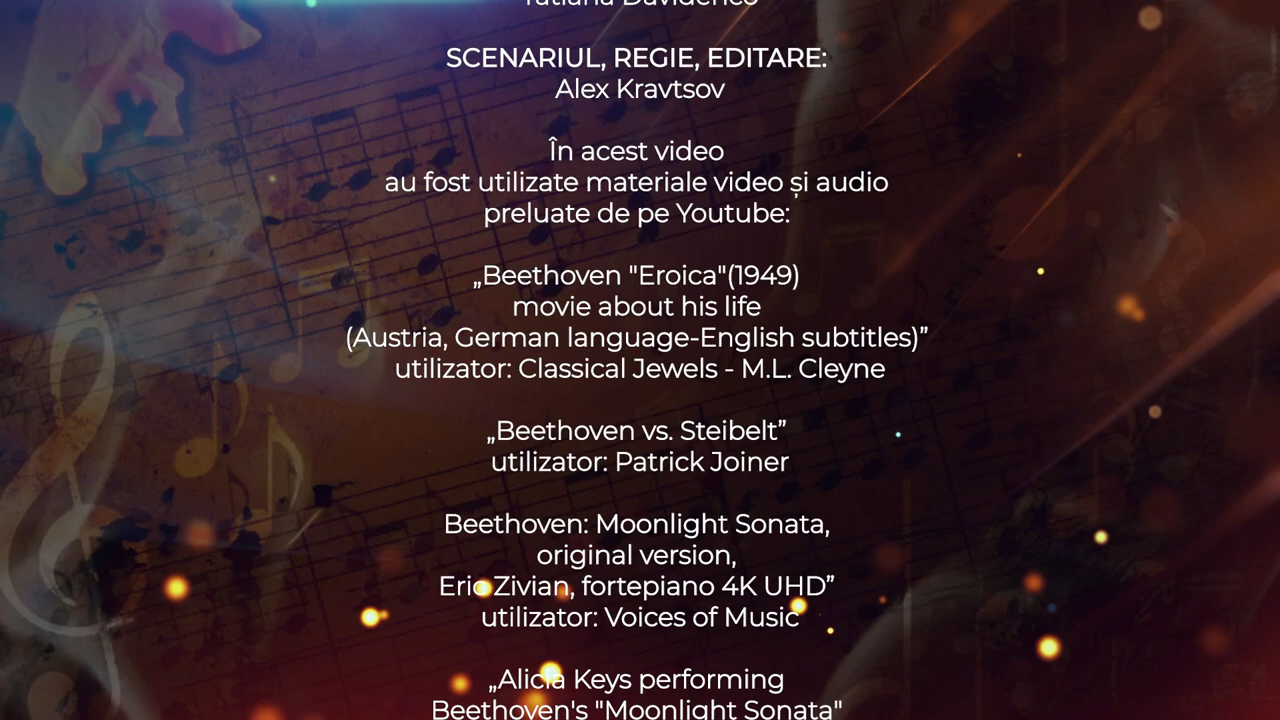 Tatiana Davidenco
SCENARIUL, REGIE, EDITARE:
Alex Kravtsov
În acest video
au fost utilizate materiale video și audio
preluate de pe Youtube:
„Beethoven "Eroica"(1949)
movie about his life
(Austria, German language-English subtitles)”
utilizator: Classical Jewels - M.L. Cleyne
„Beethoven vs. Steibelt”
utilizator: Patrick Joiner
Beethoven: Moonlight Sonata,
original version,
Eric Zivian, fortepiano 4K UHD”
utilizator: Voices of Music
„Alicia Keys performing
Beethoven's "Moonlight Sonata"